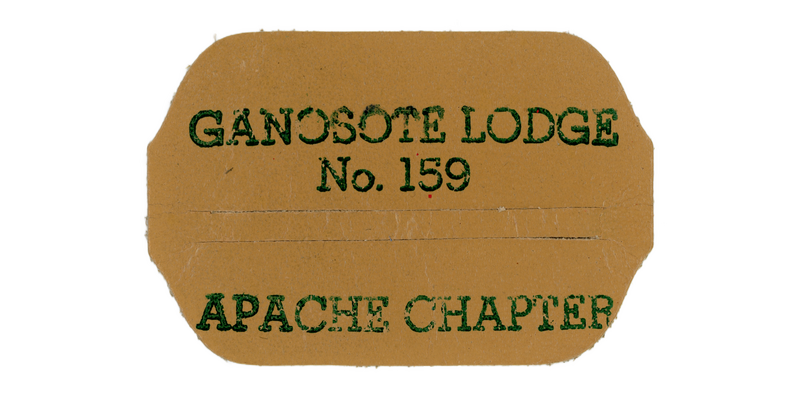 GANOSOTE LODGE
No. 159
APACHE CHAPTER